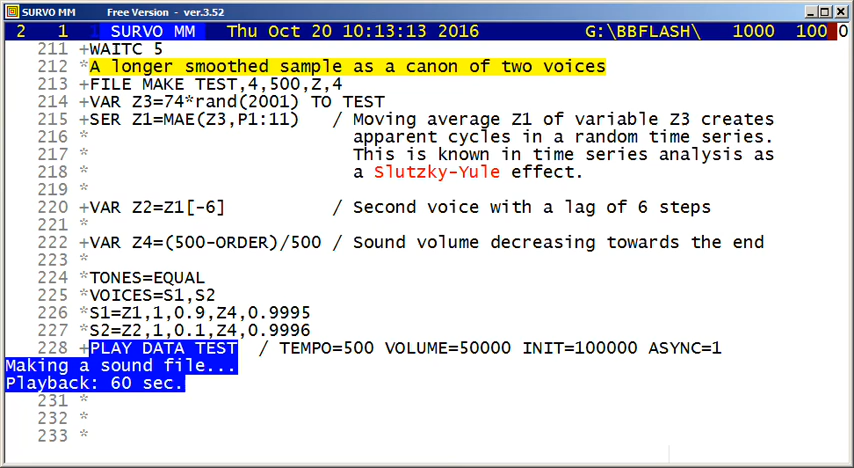 SURVO MM Free Version - ver.3.52
2 1 1 SURVO MM Thu Oct 20 10:13:13 2016 G:\BBFLASH\ 1000 100 0
211 +WAITC 5
212 *A longer smoothed sample as a canon of two voices
213 +FILE MAKE TEST,4,500,Z,4
214 +VAR Z3=74*rand(2001) TO TEST
215 +SER Z1=MAE(Z3,P1:11) / Moving average Z1 of variable Z3 creates
216 * apparent cycles in a random time series.
217 * This is known in time series analysis as
218 * a Slutzky-Yule effect.
219 *
220 +VAR Z2=Z1[-6] / Second voice with a lag of 6 steps
221 *
222 +VAR Z4=(500-ORDER)/500 / Sound volume decreasing towards the end
223 *
224 *TONES=EQUAL
225 *VOICES=S1,S2
226 *S1=Z1,1,0.9,Z4,0.9995
227 *S2=Z2,1,0.1,Z4,0.9996
228 +PLAY DATA TEST / TEMPO=500 VOLUME=50000 INIT=100000 ASYNC=1
Making a sound file...
Playback: 60 sec.
231 *
232 *
233 *